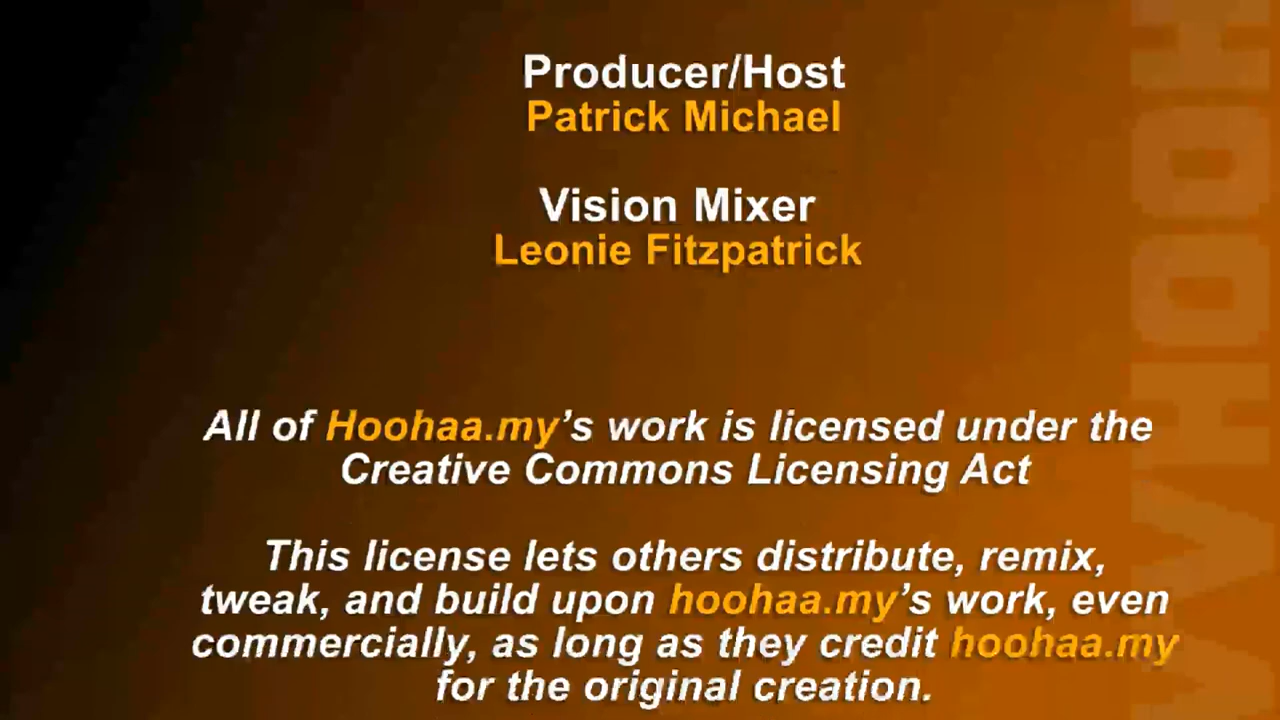 Producer/Host
Patrick Michael
Vision Mixer
Leonie Fitzpatrick
All of Hoohaa.my’s work is licensed under the
Creative Commons Licensing Act
This license lets others distribute, remix,
tweak, and build upon hoohaa.my’s work, even
commercially, as long as they credit hoohaa.my
for the original creation.